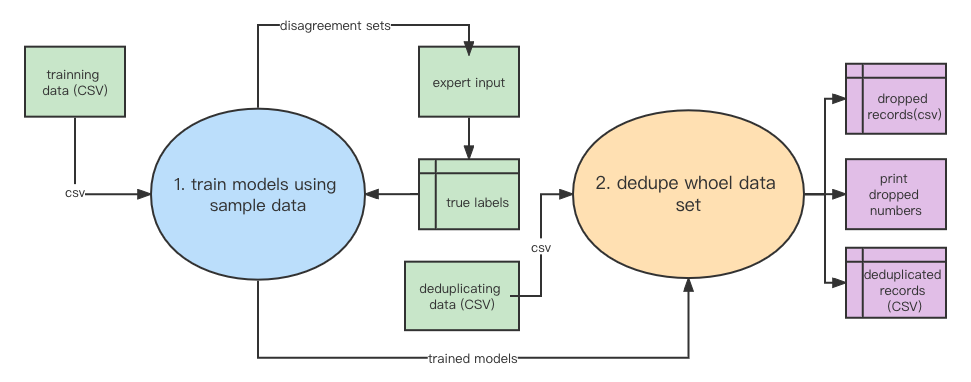 disagreement sets
trainning
data (CSV)
expert input
dropped
records(csv)
1. train models using
sample data
2. dedupe whoel data
set
csv
true labels
print
dropped
numbers
csv
deduplicating
data (CSV)
deduplicated
records
(CSV)
trained models